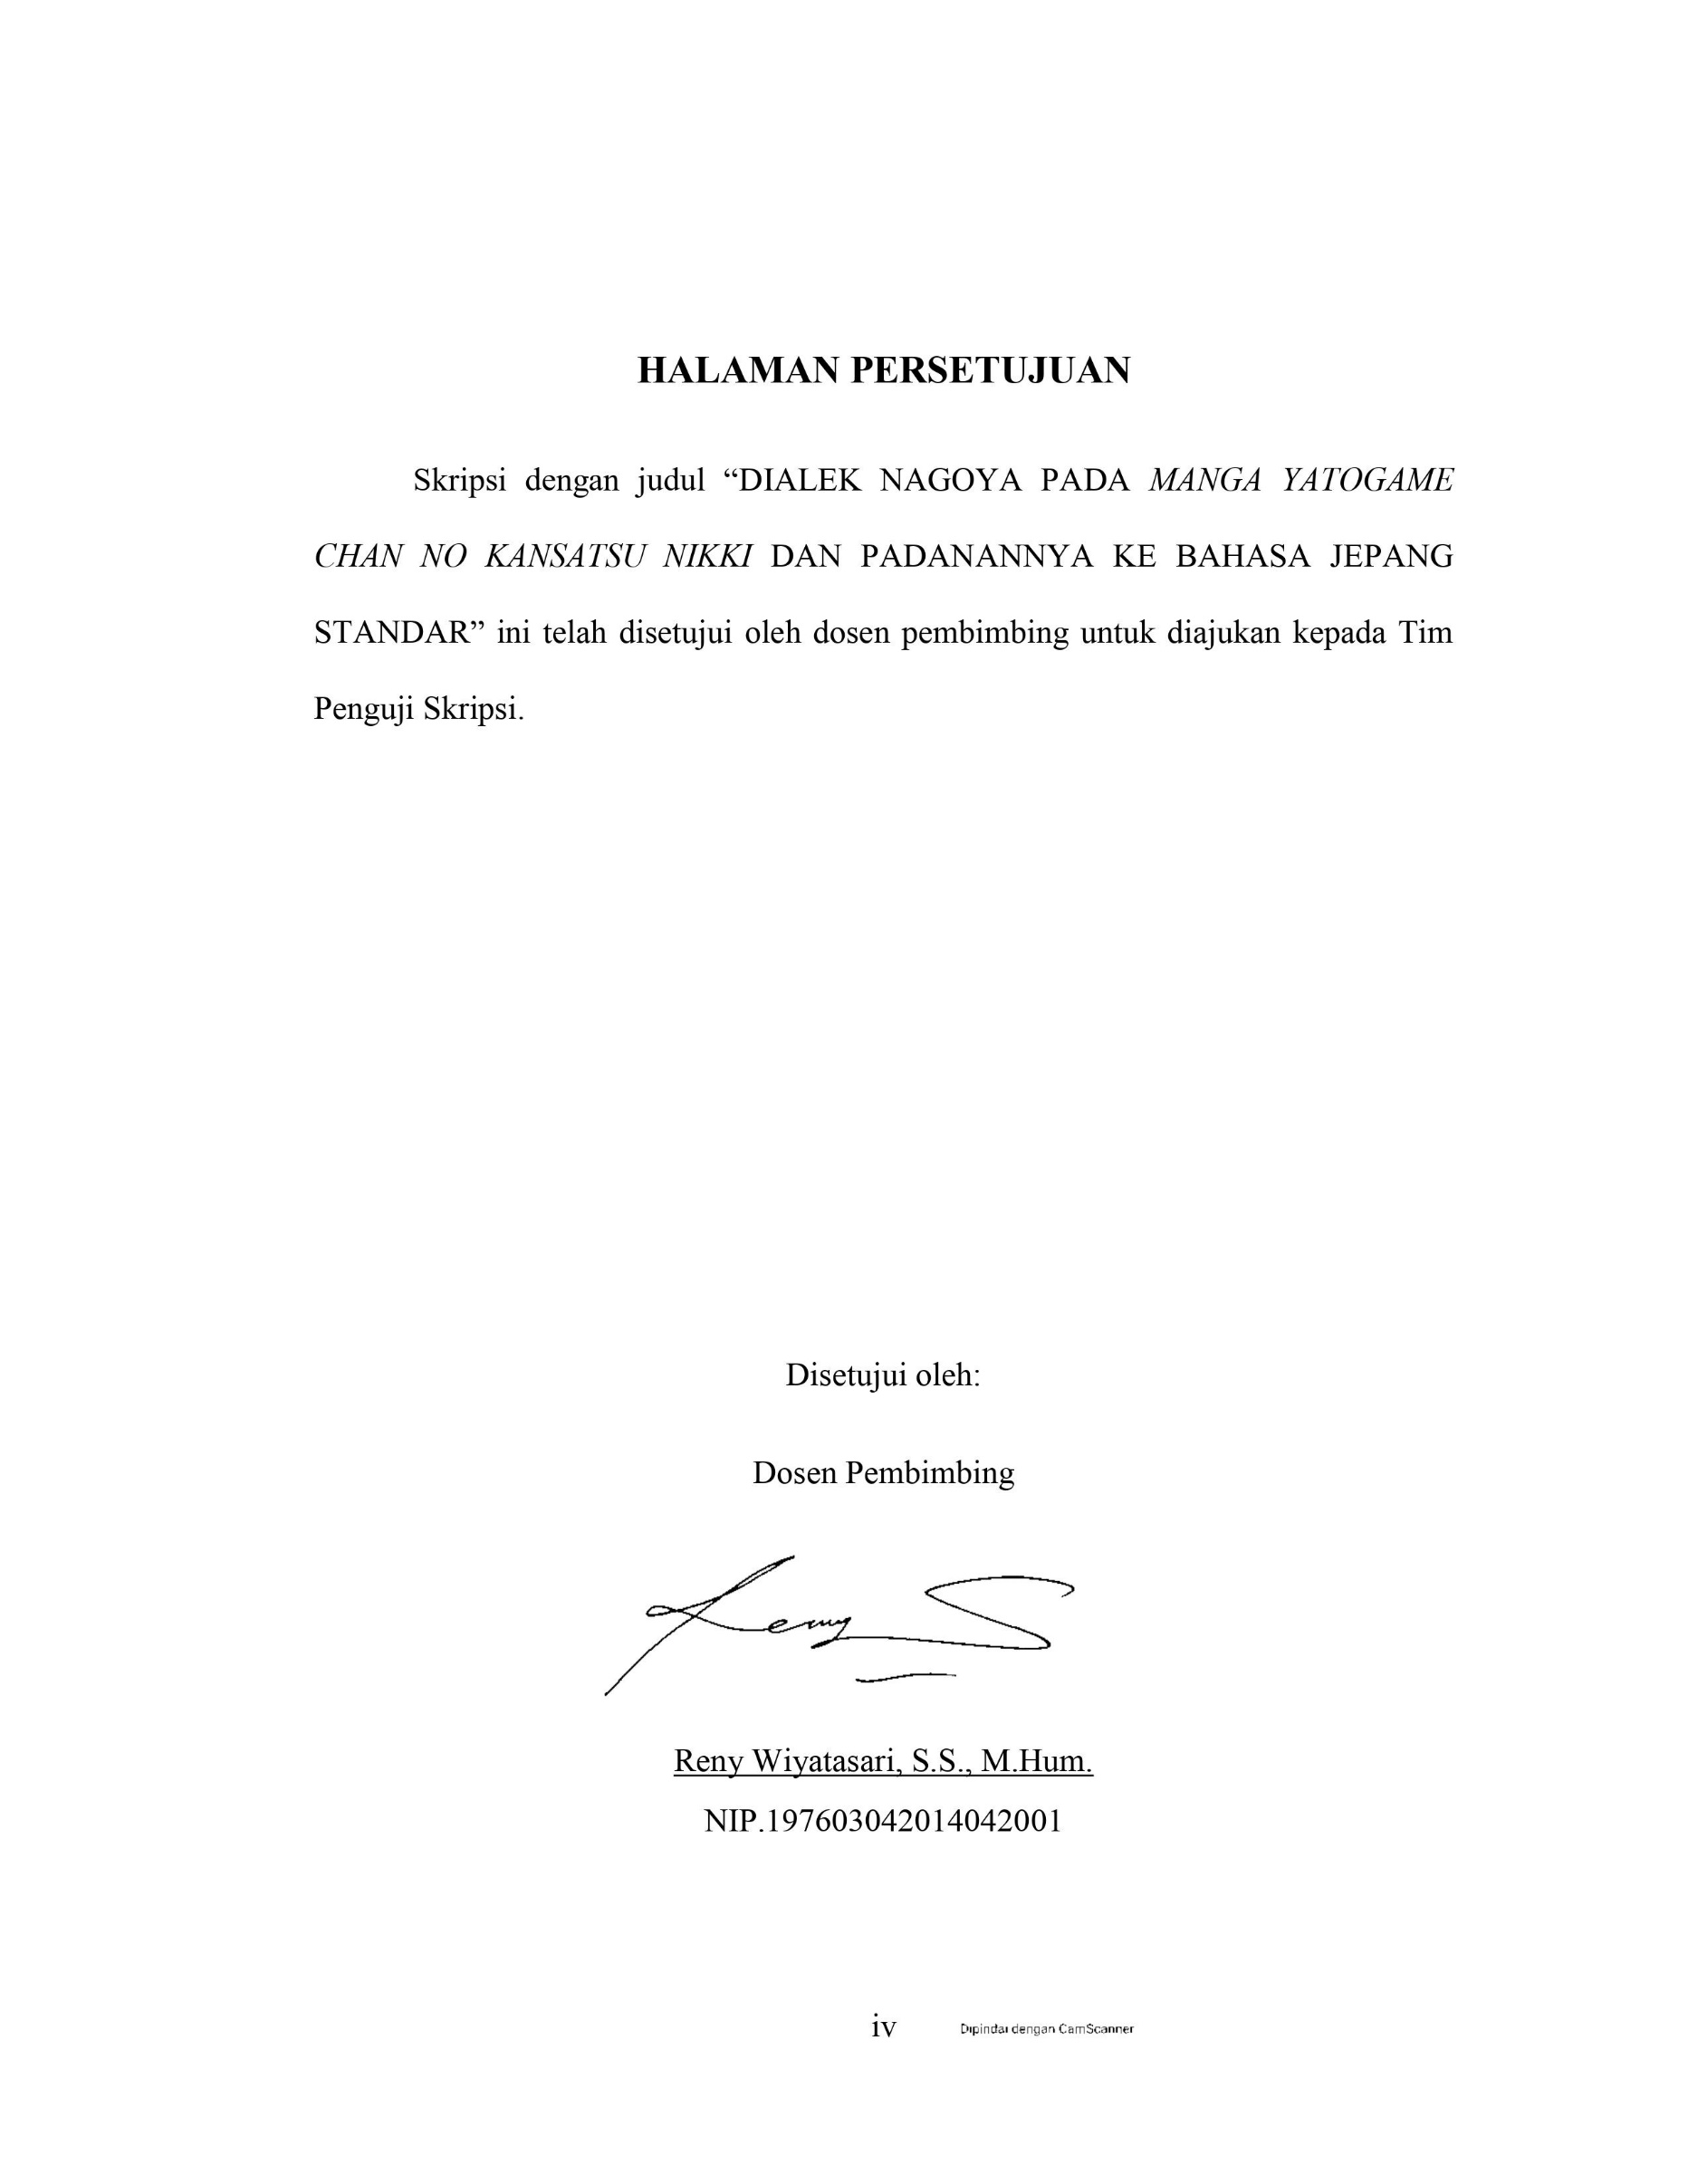 HALAMAN PERSETUJUAN
Skripsi dengan judul “DIALEK NAGOYA PADA MANGA YATOGAME
CHAN NO KANSATSU NIKKI DAN PADANANNYA KE BAHASA JEPANG
STANDAR” ini telah disetujui oleh dosen pembimbing untuk diajukan kepada Tim
Penguji Skripsi.
Disetujui oleh:
Dosen Pembimbing
Reny S
Reny Wiyatasari, S.S., M.Hum.
NIP.197603042014042001
iv
Dipindai dengan CamScanner